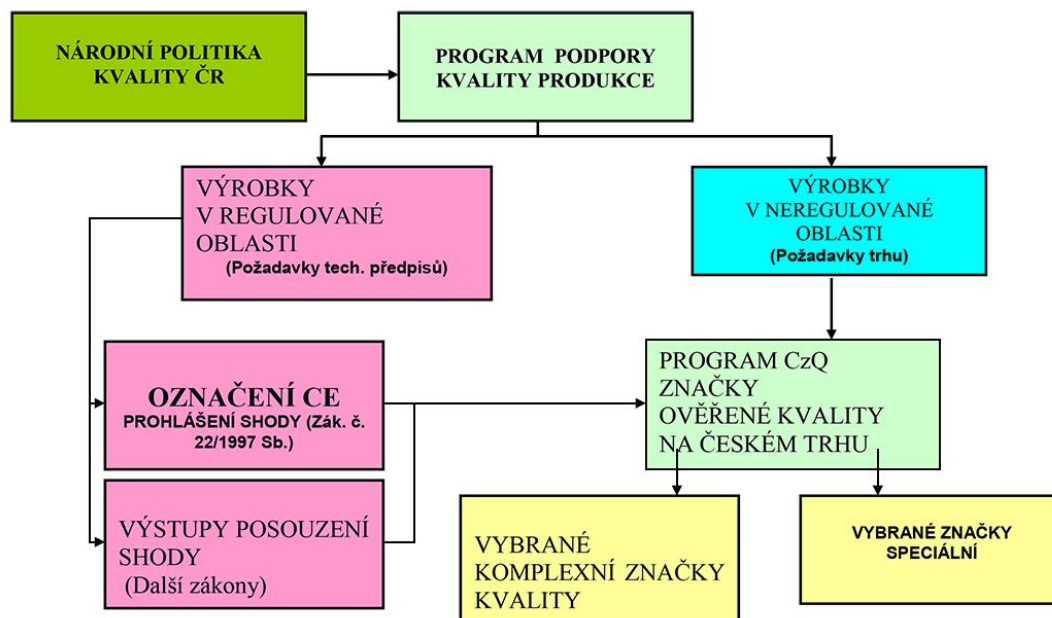 NÁRODNÍ POLITIKA
KVALITY ČR
PROGRAM PODPORY
KVALITY PRODUKCE
VÝROBKY
V REGULOVANÉ
OBLASTI
(Požadavky tech. předpisů)
VÝROBKY
V NEREGULOVANÉ
OBLASTI
(Požadavky trhu)
OZNAČENÍ CE
PROHLÁŠENÍ SHODY (Zák. č.
22/1997 Sb.)
PROGRAM CzQ
ZNAČKY
OVĚŘENÉ KVALITY
NA ČESKÉM TRHU
VÝSTUPY POSOUZENÍ
SHODY
(Další zákony)
VYBRANÉ
KOMPLEXNÍ ZNAČKY
KVALITY
VYBRANÉ ZNAČKY
SPECIÁLNÍ